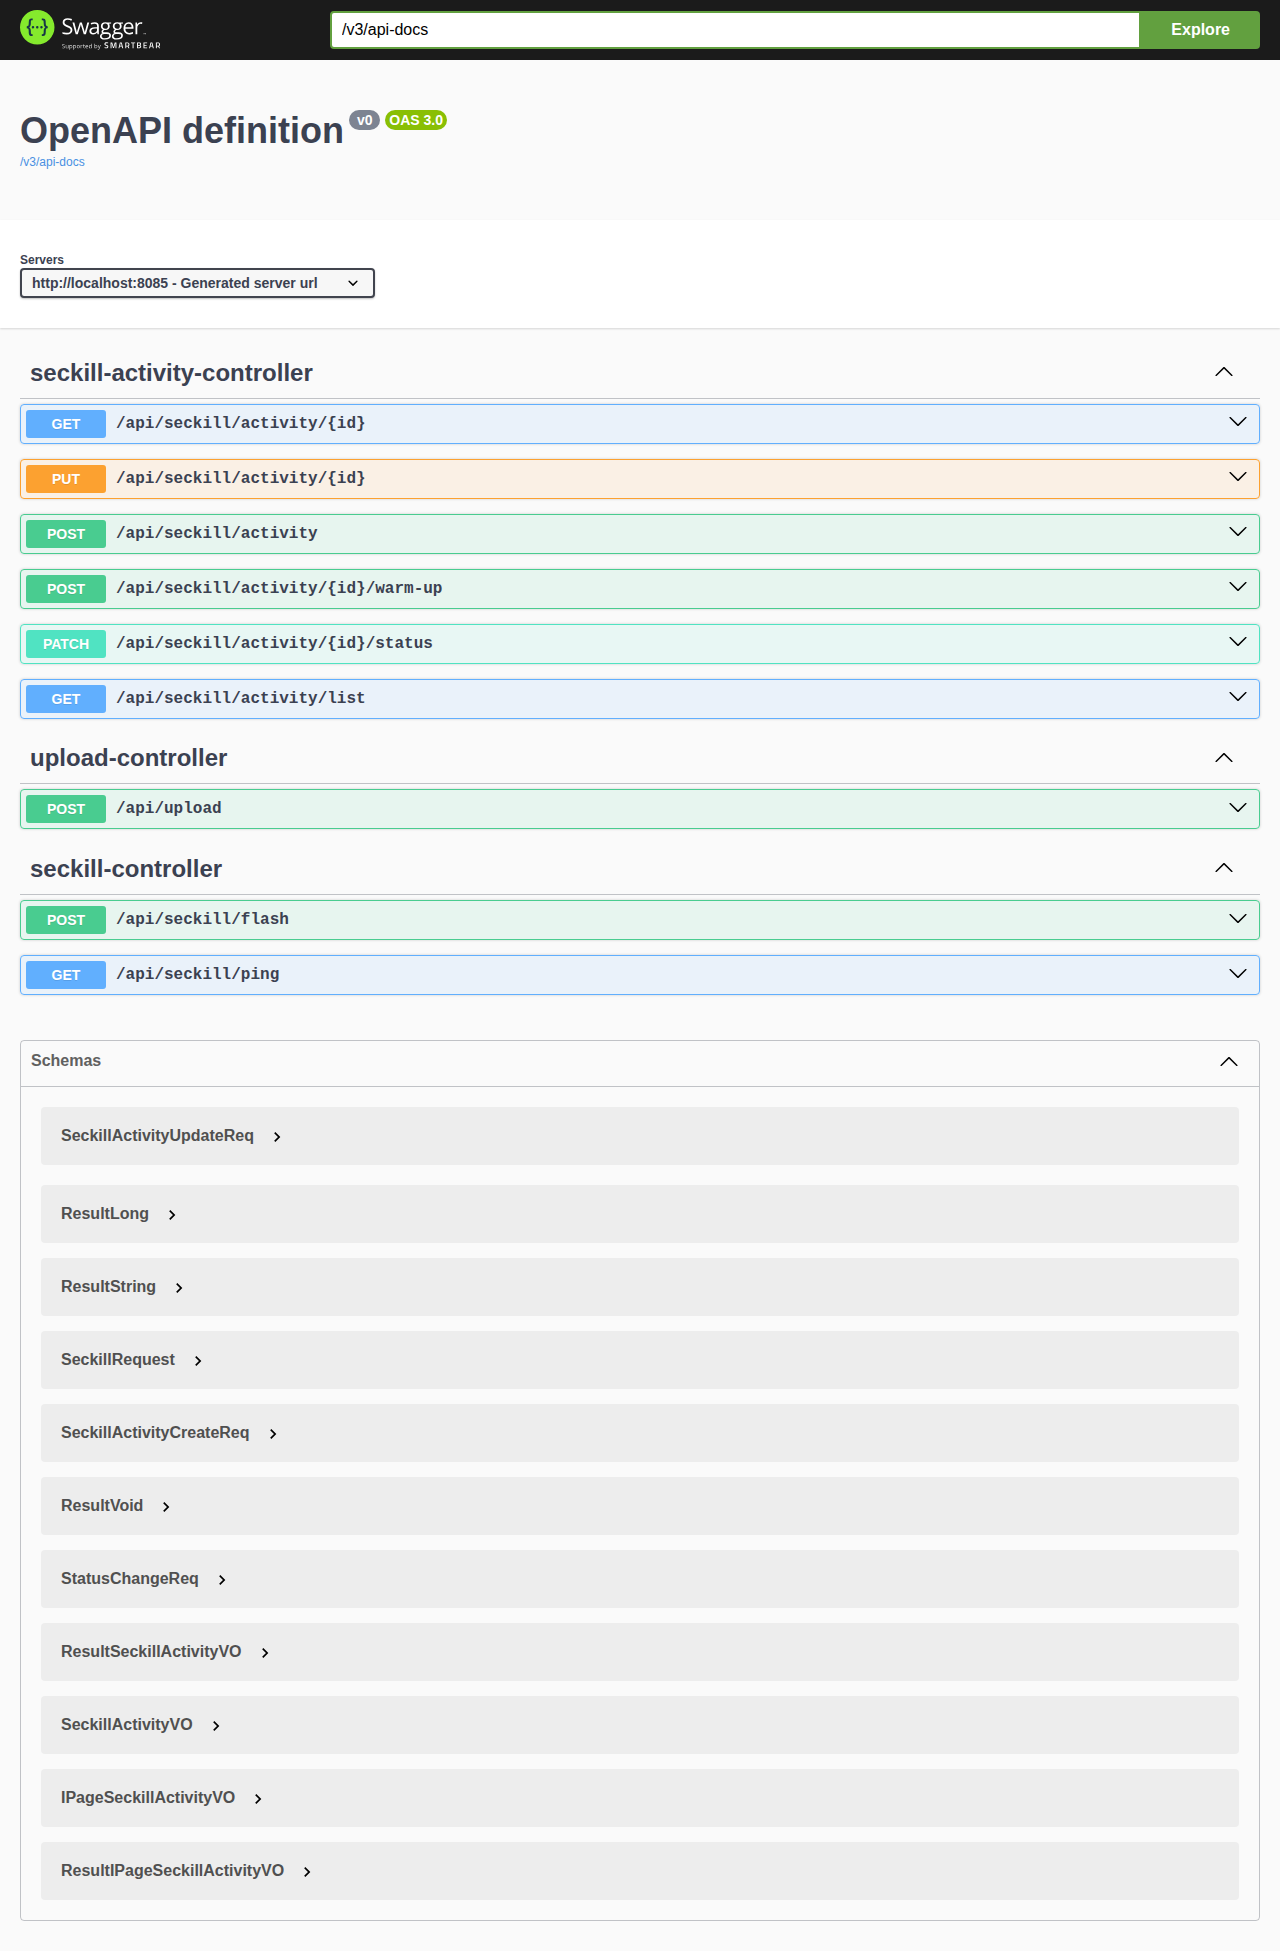 Swagger
Supported by SMARTBEAR
/v3/api-docs
Explore
OpenAPI definition v0 OAS 3.0
/v3/api-docs
Servers
http://localhost:8085 - Generated server url
seckill-activity-controller
GET /api/seckill/activity/{id}
PUT /api/seckill/activity/{id}
POST /api/seckill/activity
POST /api/seckill/activity/{id}/warm-up
PATCH /api/seckill/activity/{id}/status
GET /api/seckill/activity/list
upload-controller
POST /api/upload
seckill-controller
POST /api/seckill/flash
GET /api/seckill/ping
Schemas
SeckillActivityUpdateReq
ResultLong
ResultString
SeckillRequest
SeckillActivityCreateReq
ResultVoid
StatusChangeReq
ResultSeckillActivityVO
SeckillActivityVO
IPageSeckillActivityVO
ResultIPageSeckillActivityVO